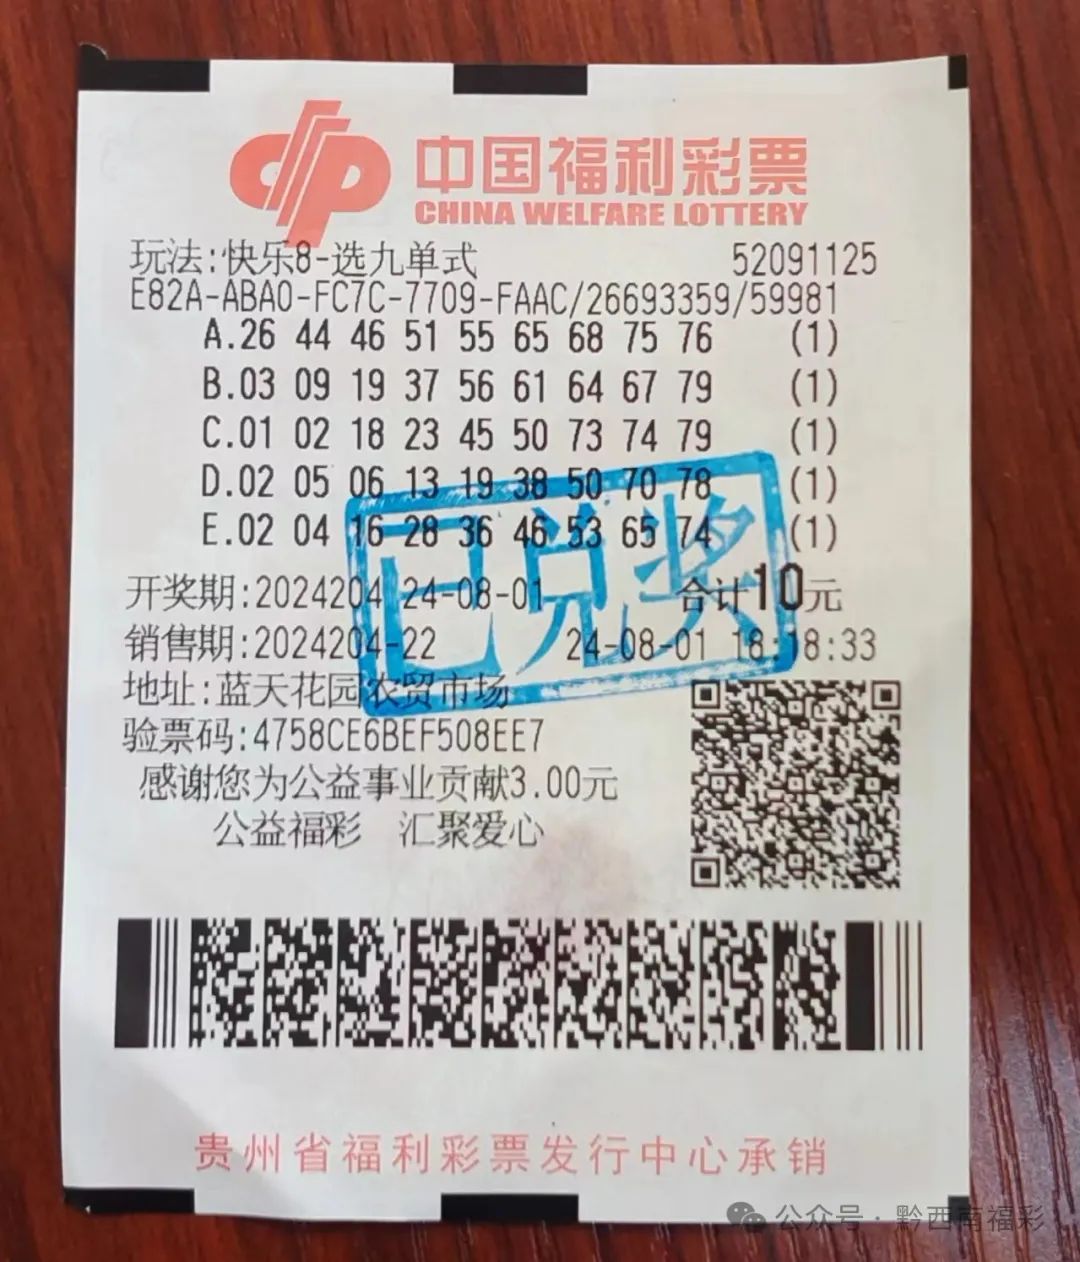 中国福利彩票
CHINA WELFARE LOTTERY
玩法:快乐8-选九单式 52091125
E82A-ABA0-FC7C-7709-FAAC/26693359/59981
A.26 44 46 51 55 65 68 75 76 (1)
B.03 09 19 37 56 61 64 67 79 (1)
C.01 02 18 23 45 50 73 74 79 (1)
D.02 05 06 13 19 38 50 70 78 (1)
E.02 04 16 28 36 46 53 65 74 (1)
已兑奖
开奖期:2024204 24-08-01 合计10元
销售期:2024204-22 24-08-01 18:18:33
地址:蓝天花园农贸市场
验票码:4758CE6BEF508EE7
感谢您为公益事业贡献3.00元
公益福彩 汇聚爱心
贵州省福利彩票发行中心承销
公众号·黔西南福彩